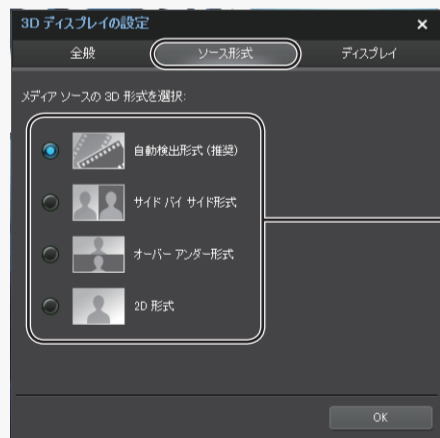 3D ディスプレイの設定
全般 ソース形式 ディスプレイ
メディア ソースの 3D 形式を選択:
自動検出形式 (推奨)
サイド バイ サイド形式
オーバー アンダー形式
2D 形式
OK